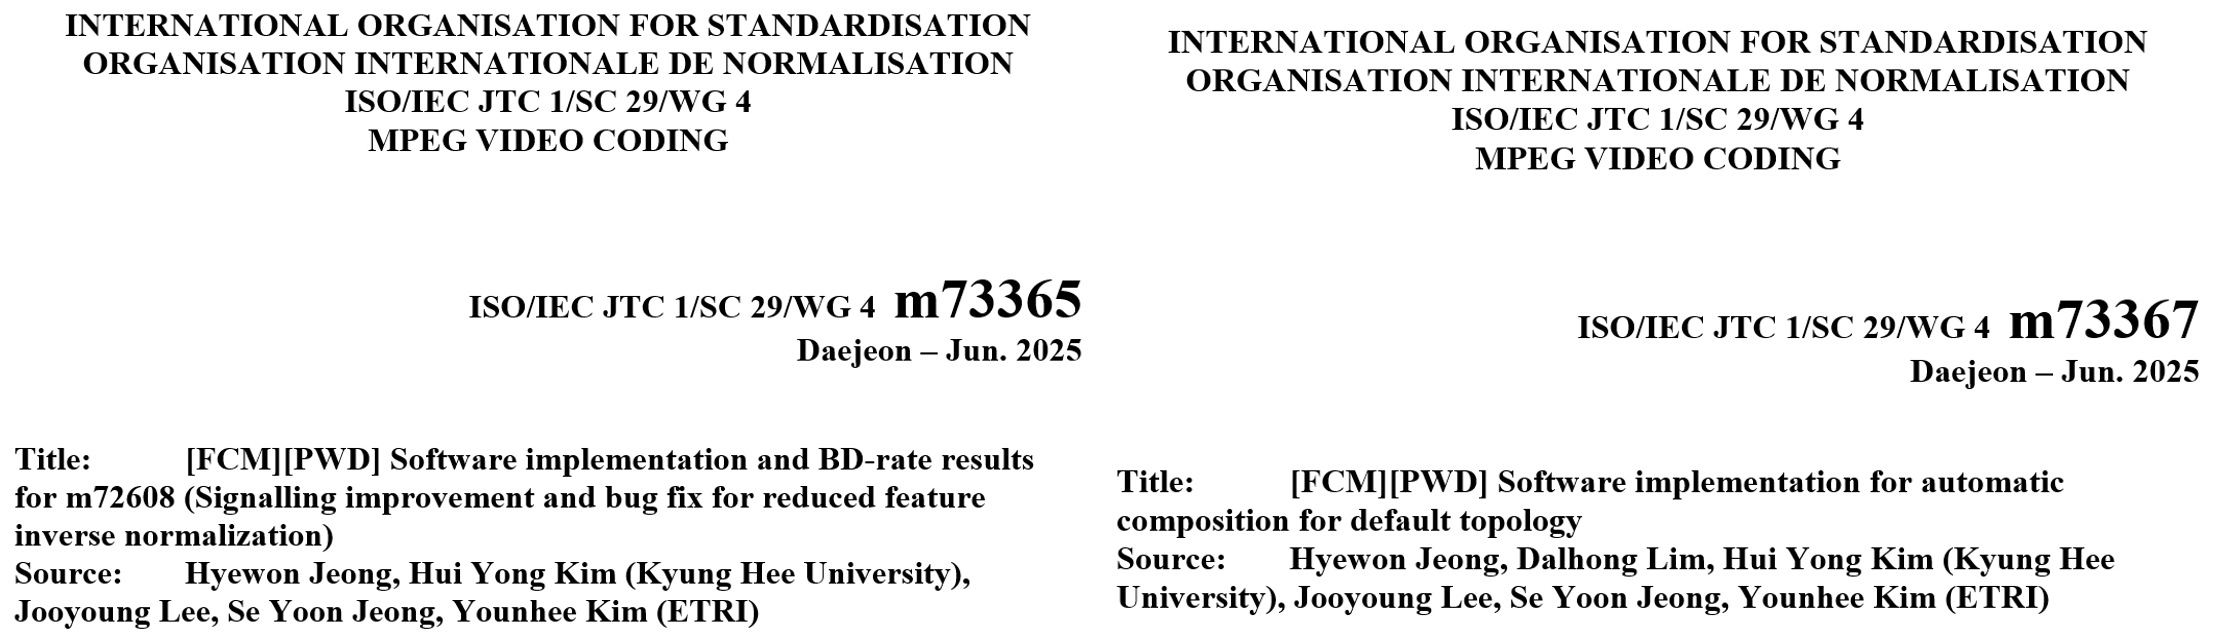 INTERNATIONAL ORGANISATION FOR STANDARDISATION
ORGANISATION INTERNATIONALE DE NORMALISATION
ISO/IEC JTC 1/SC 29/WG 4
MPEG VIDEO CODING
ISO/IEC JTC 1/SC 29/WG 4 m73365
Daejeon – Jun. 2025
Title: [FCM][PWD] Software implementation and BD-rate results
for m72608 (Signalling improvement and bug fix for reduced feature
inverse normalization)
Source: Hyewon Jeong, Hui Yong Kim (Kyung Hee University),
Jooyoung Lee, Se Yoon Jeong, Younhee Kim (ETRI)
INTERNATIONAL ORGANISATION FOR STANDARDISATION
ORGANISATION INTERNATIONALE DE NORMALISATION
ISO/IEC JTC 1/SC 29/WG 4
MPEG VIDEO CODING
ISO/IEC JTC 1/SC 29/WG 4 m73367
Daejeon – Jun. 2025
Title: [FCM][PWD] Software implementation for automatic
composition for default topology
Source: Hyewon Jeong, Dalhong Lim, Hui Yong Kim (Kyung Hee
University), Jooyoung Lee, Se Yoon Jeong, Younhee Kim (ETRI)